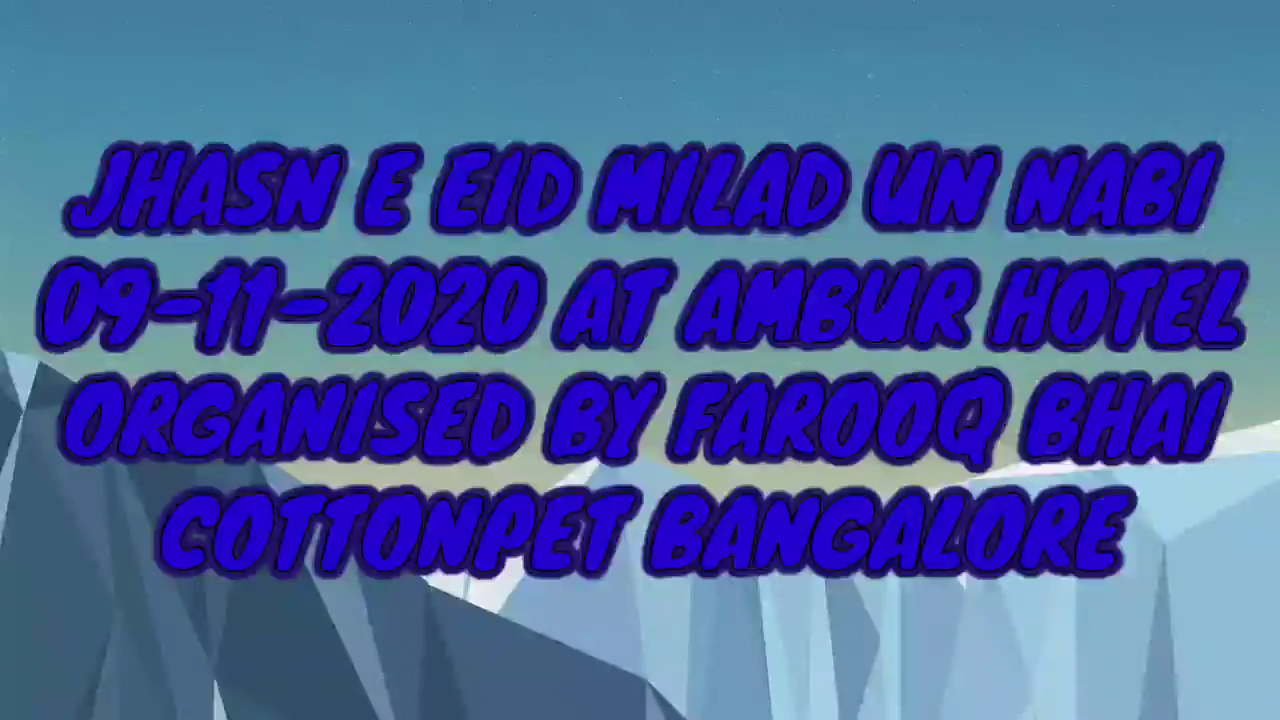 JHASN E EID MILAD UN NABI
09-11-2020 AT AMBUR HOTEL
ORGANISED BY FAROOQ BHAI
COTTONPET BANGALORE